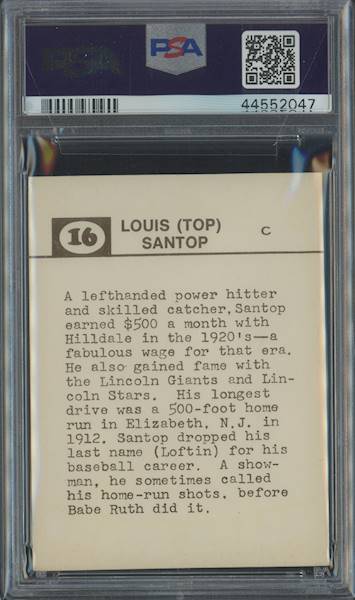 PSA
PSA
44552047
16
LOUIS (TOP)
SANTOP
C
A lefthanded power hitter
and skilled catcher, Santop
earned $500 a month with
Hilldale in the 1920's—a
fabulous wage for that era.
He also gained fame with
the Lincoln Giants and Lin-
coln Stars. His longest
drive was a 500-foot home
run in Elizabeth, N.J. in
1912. Santop dropped his
last name (Loftin) for his
baseball career. A show-
man, he sometimes called
his home-run shots. before
Babe Ruth did it.